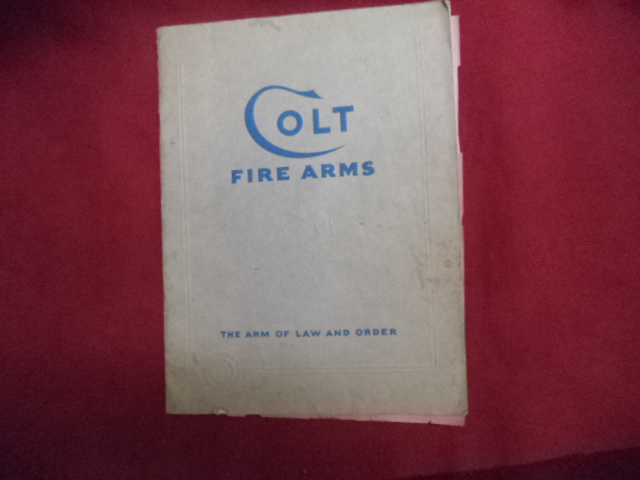 COLT
FIRE ARMS
THE ARM OF LAW AND ORDER